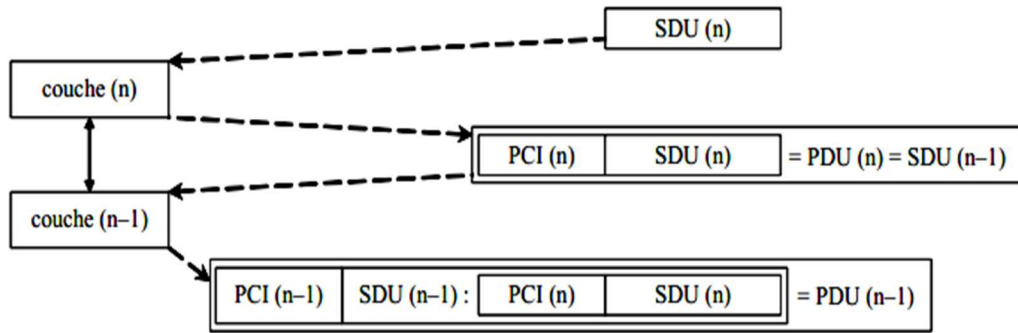 SDU (n)
couche (n)
PCI (n) SDU (n) = PDU (n) = SDU (n–1)
couche (n–1)
PCI (n–1) SDU (n–1) : PCI (n) SDU (n) = PDU (n–1)